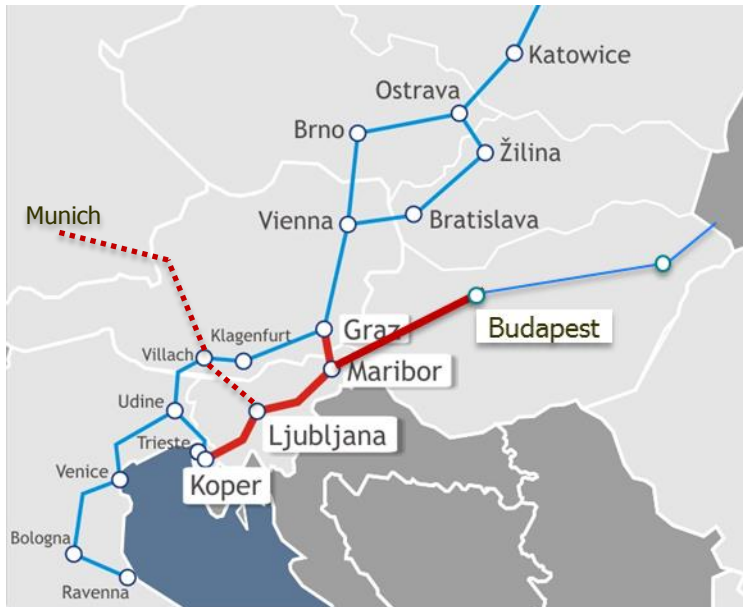 Katowice
Ostrava
Brno
Žilina
Munich
Vienna
Bratislava
Klagenfurt
Graz
Budapest
Villach
Maribor
Udine
Trieste
Ljubljana
Venice
Koper
Bologna
Ravenna